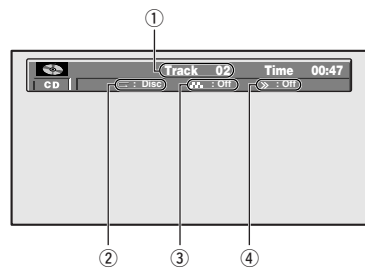 ①
Track 02 Time 00:47
CD : Disc : Off » : Off
② ③ ④